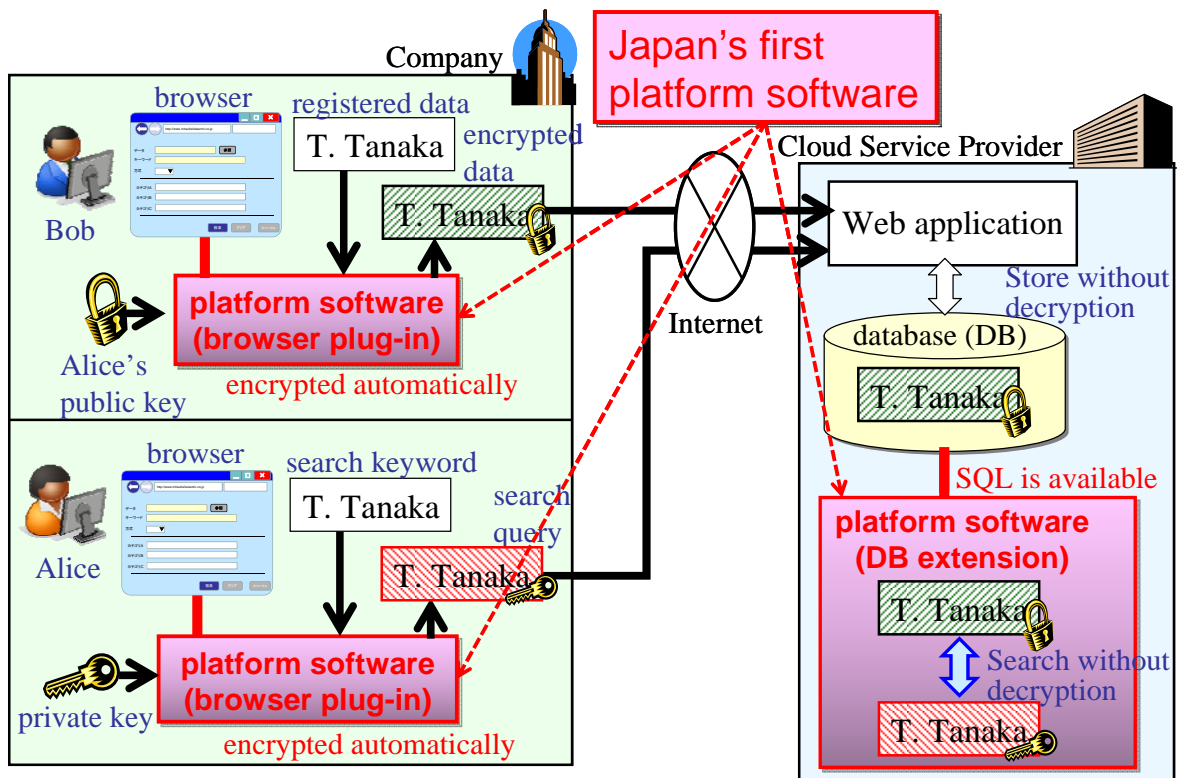 Company
Japan's first
platform software
browser
registered data
T. Tanaka
encrypted
data
T. Tanaka
Bob
platform software
(browser plug-in)
Alice's
public key
encrypted automatically
Internet
Cloud Service Provider
Web application
Store without
decryption
database (DB)
T. Tanaka
SQL is available
platform software
(DB extension)
T. Tanaka
Search without
decryption
T. Tanaka
browser
search keyword
T. Tanaka
search
query
T. Tanaka
Alice
platform software
(browser plug-in)
private key
encrypted automatically